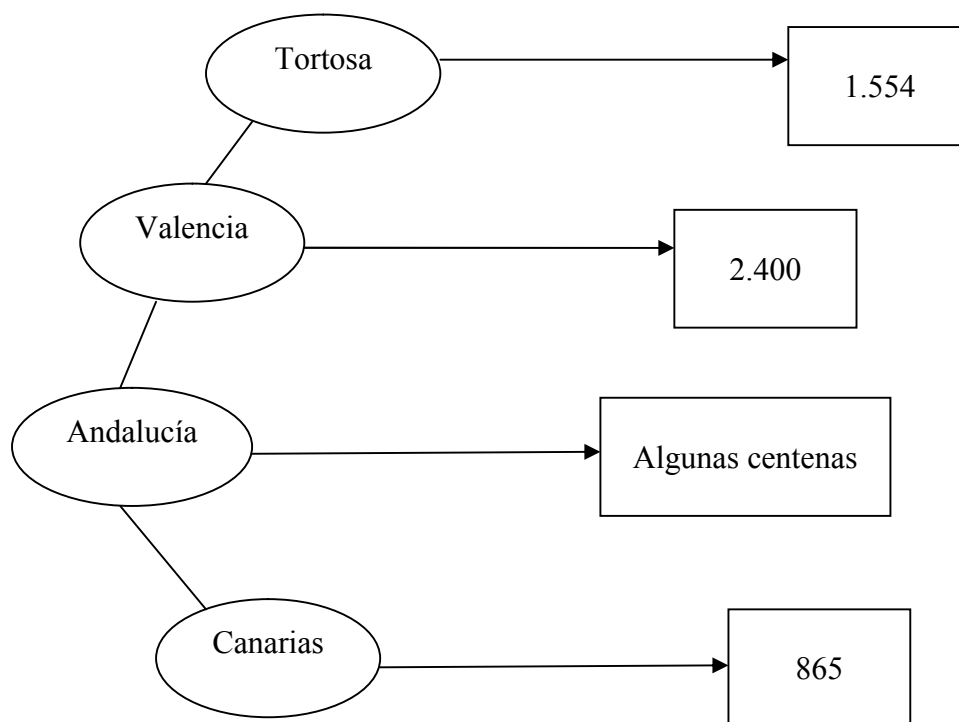 Tortosa
1.554
Valencia
2.400
Andalucía
Algunas centenas
Canarias
865